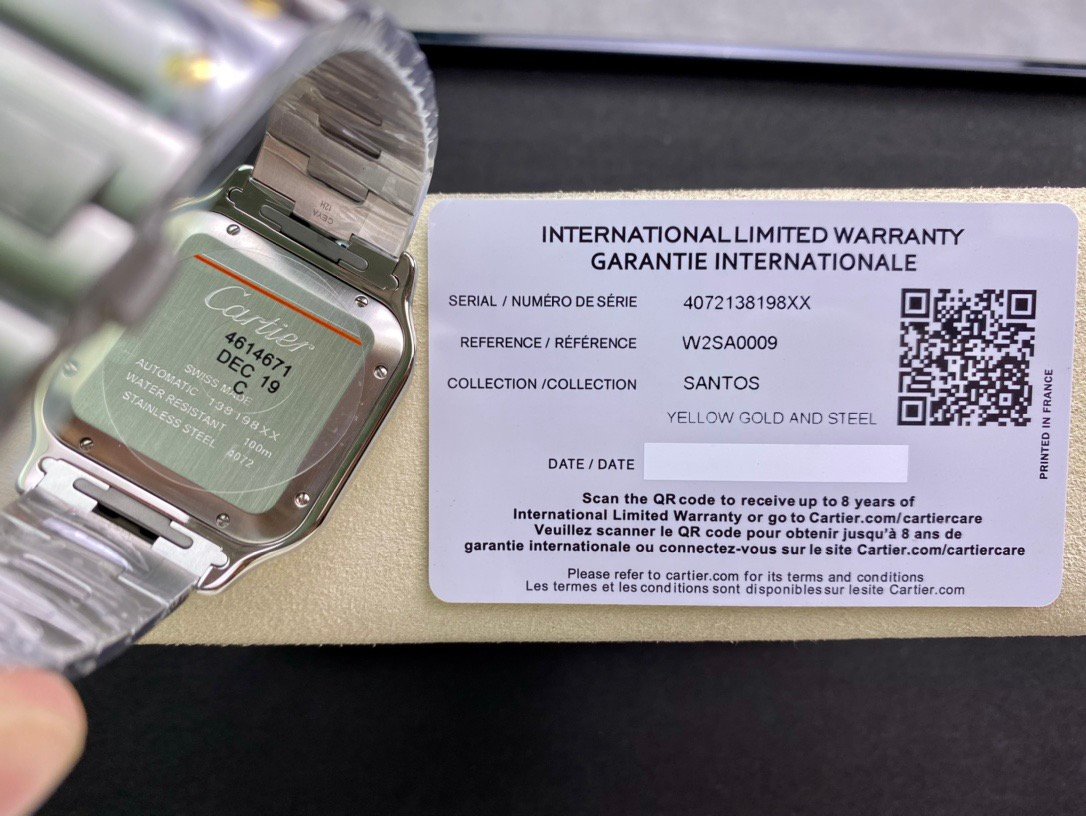 Cartier
4614671
DEC 19
C
SWISS MADE
AUTOMATIC 138198XX
WATER RESISTANT 100m
STAINLESS STEEL 4072
INTERNATIONAL LIMITED WARRANTY
GARANTIE INTERNATIONALE
SERIAL / NUMÉRO DE SÉRIE 4072138198XX
REFERENCE / RÉFÉRENCE W2SA0009
COLLECTION /COLLECTION SANTOS
YELLOW GOLD AND STEEL
DATE / DATE
PRINTED IN FRANCE
Scan the QR code to receive up to 8 years of
International Limited Warranty or go to Cartier.com/cartiercare
Veuillez scanner le QR code pour obtenir jusqu'à 8 ans de
garantie internationale ou connectez-vous sur le site Cartier.com/cartiercare
Please refer to cartier.com for its terms and conditions
Les termes et les conditions sont disponibles sur le site Cartier.com